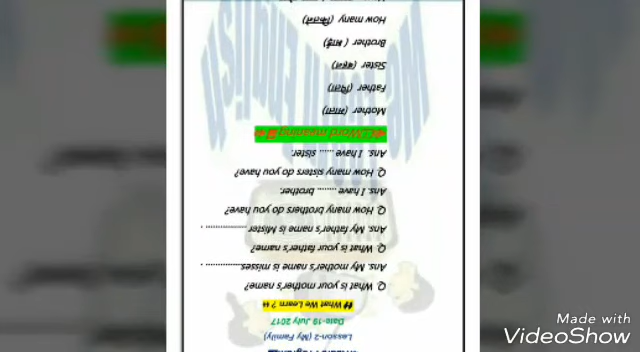 Lesson-2 (My Family)
Date-19 July 2017
## What We Learn ? ##
Q. What is your mother's name?
Ans. My mother's name is misses.................. .
Q. What is your father's name?
Ans. My father's name is Mister .................. .
Q. How many brothers do you have?
Ans. I have ........ brother.
Q. How many sisters do you have?
Ans. I have ...... sister.
Word meaning
Mother (माता)
Father (पिता)
Sister (बहन)
Brother ( भाई)
How many (कितने)
Made with
VideoShow